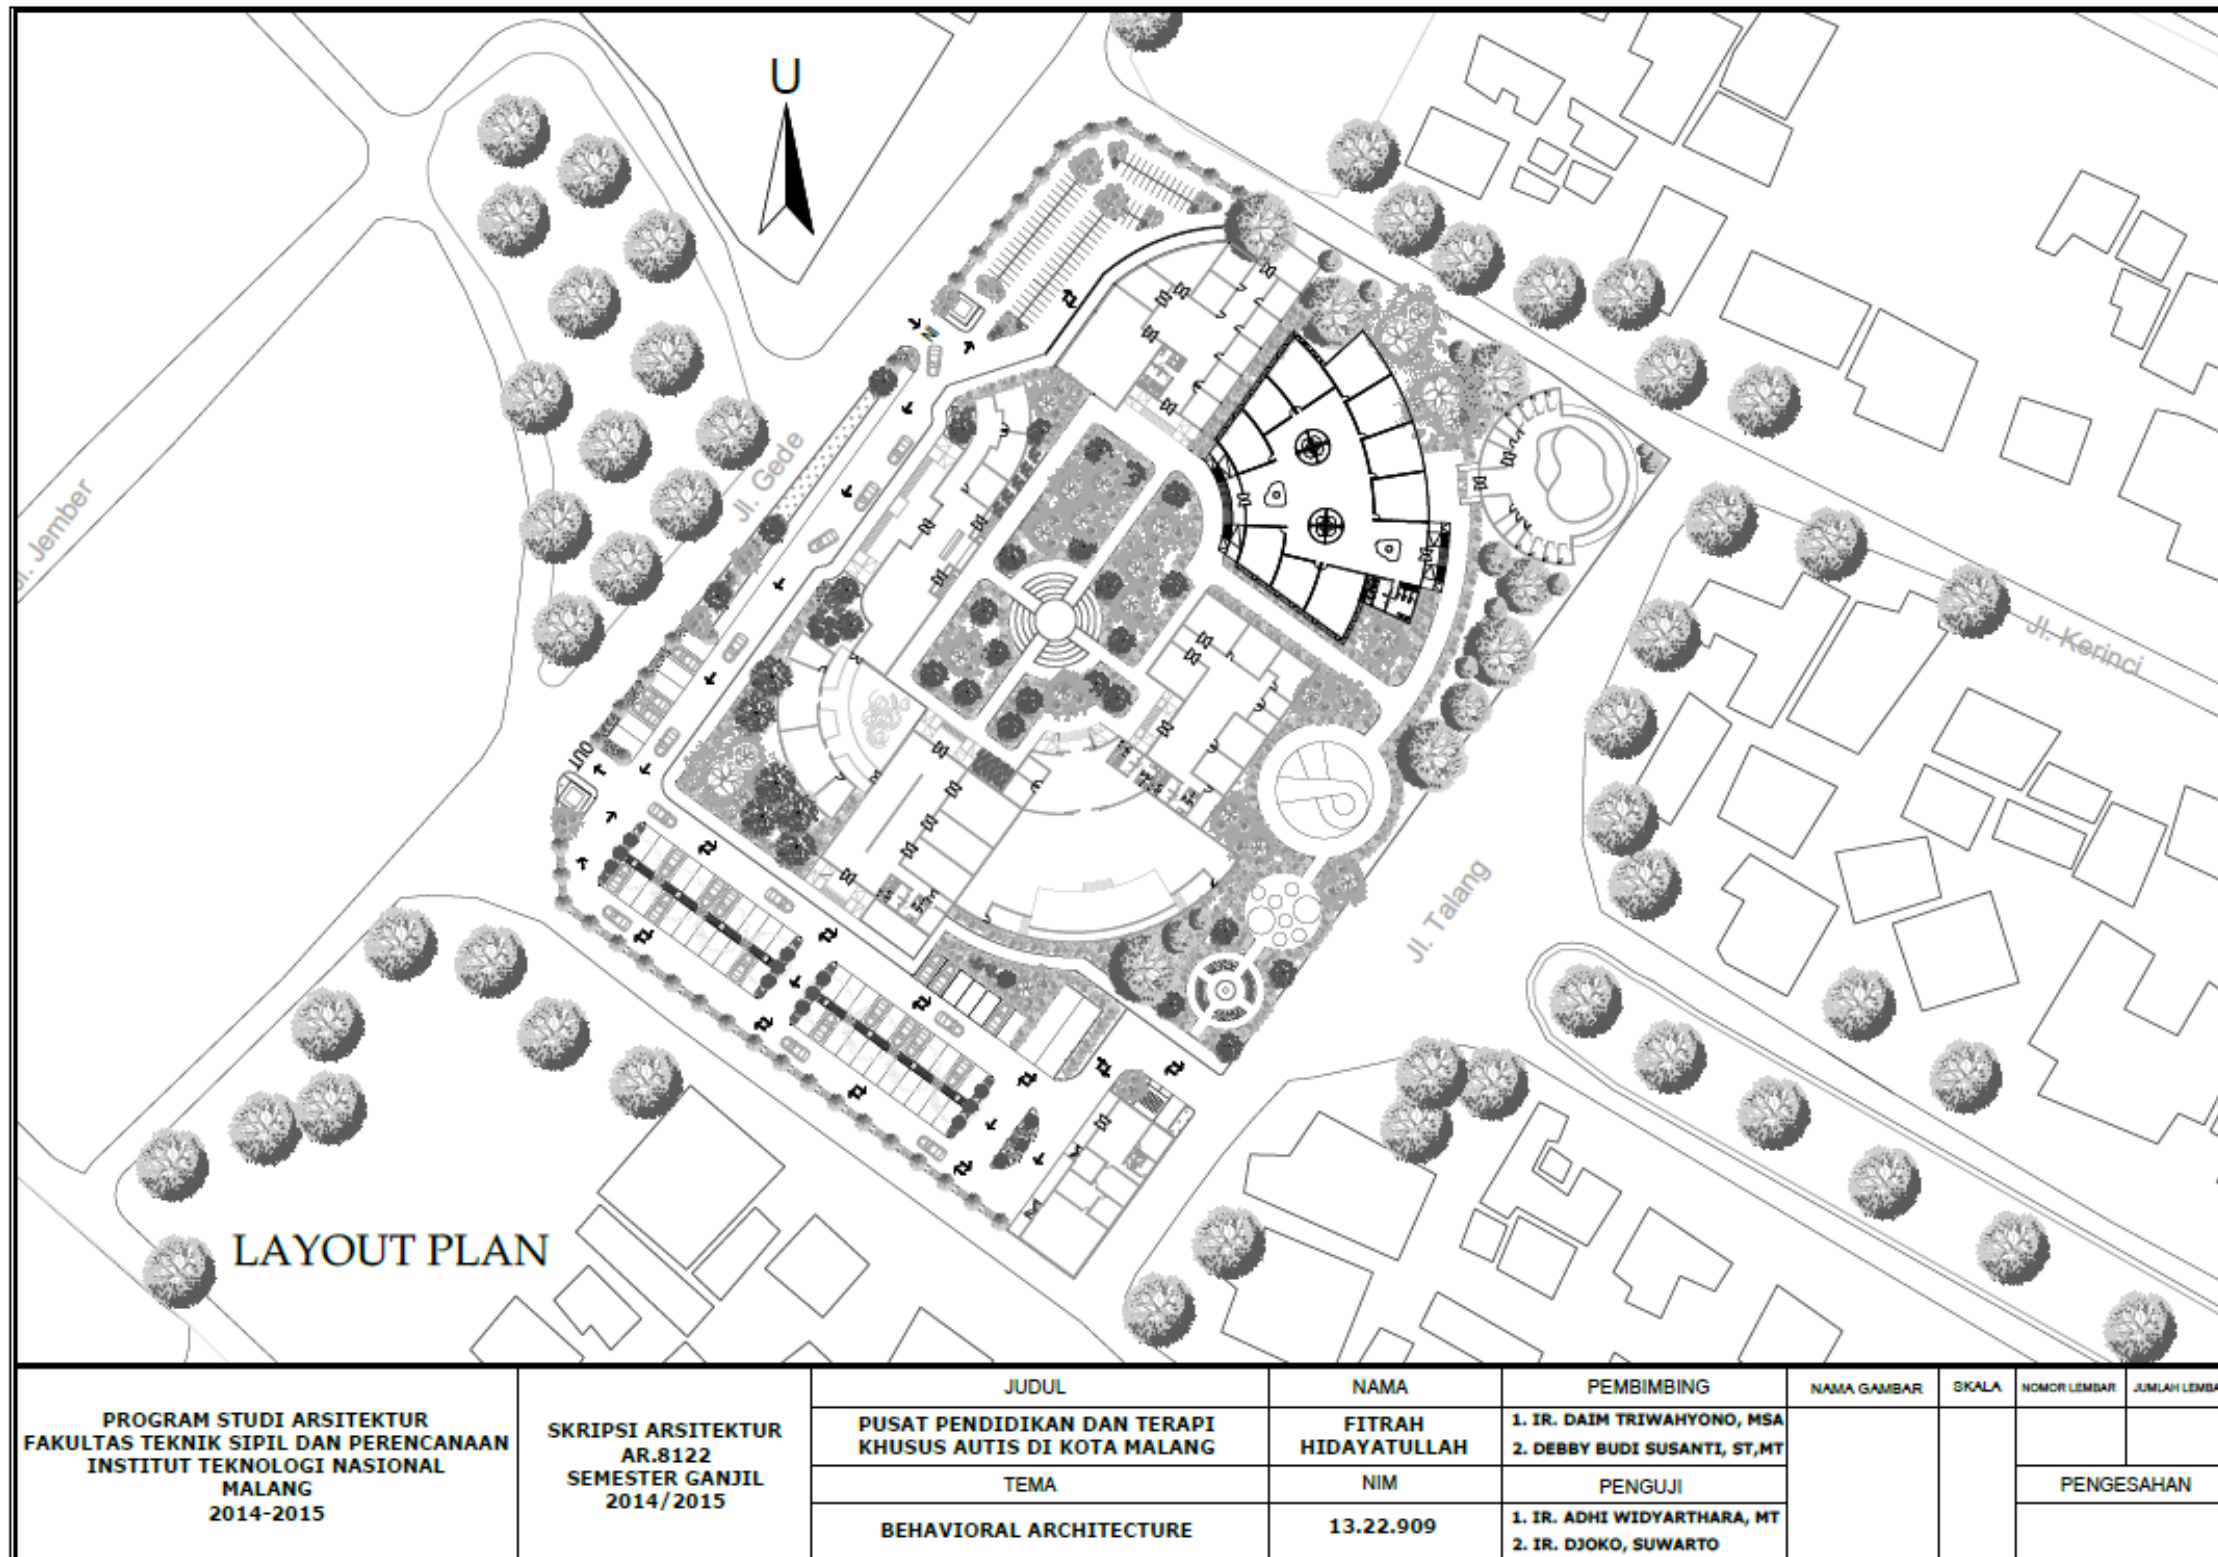 U
IN
Jl. Gede
Jl. Jember
OUT
Jl. Kerinci
Jl. Talang
LAYOUT PLAN
PROGRAM STUDI ARSITEKTUR
FAKULTAS TEKNIK SIPIL DAN PERENCANAAN
INSTITUT TEKNOLOGI NASIONAL
MALANG
2014-2015
SKRIPSI ARSITEKTUR
AR.8122
SEMESTER GANJIL
2014/2015
JUDUL
PUSAT PENDIDIKAN DAN TERAPI
KHUSUS AUTIS DI KOTA MALANG
TEMA
BEHAVIORAL ARCHITECTURE
NAMA
FITRAH
HIDAYATULLAH
NIM
13.22.909
PEMBIMBING
1. IR. DAIM TRIWAHYONO, MSA
2. DEBBY BUDI SUSANTI, ST,MT
PENGUJI
1. IR. ADHI WIDYARTHARA, MT
2. IR. DJOKO, SUWARTO
NAMA GAMBAR
SKALA
NOMOR LEMBAR
JUMLAH LEMBA
PENGESAHAN